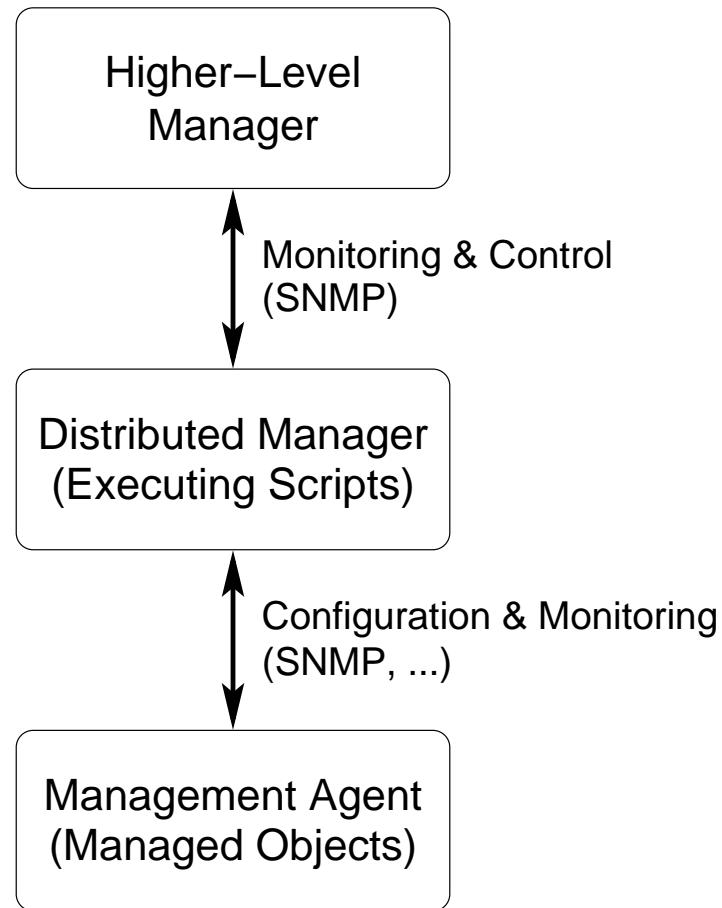 Higher−Level
Manager
Monitoring & Control
(SNMP)
Distributed Manager
(Executing Scripts)
Configuration & Monitoring
(SNMP, ...)
Management Agent
(Managed Objects)